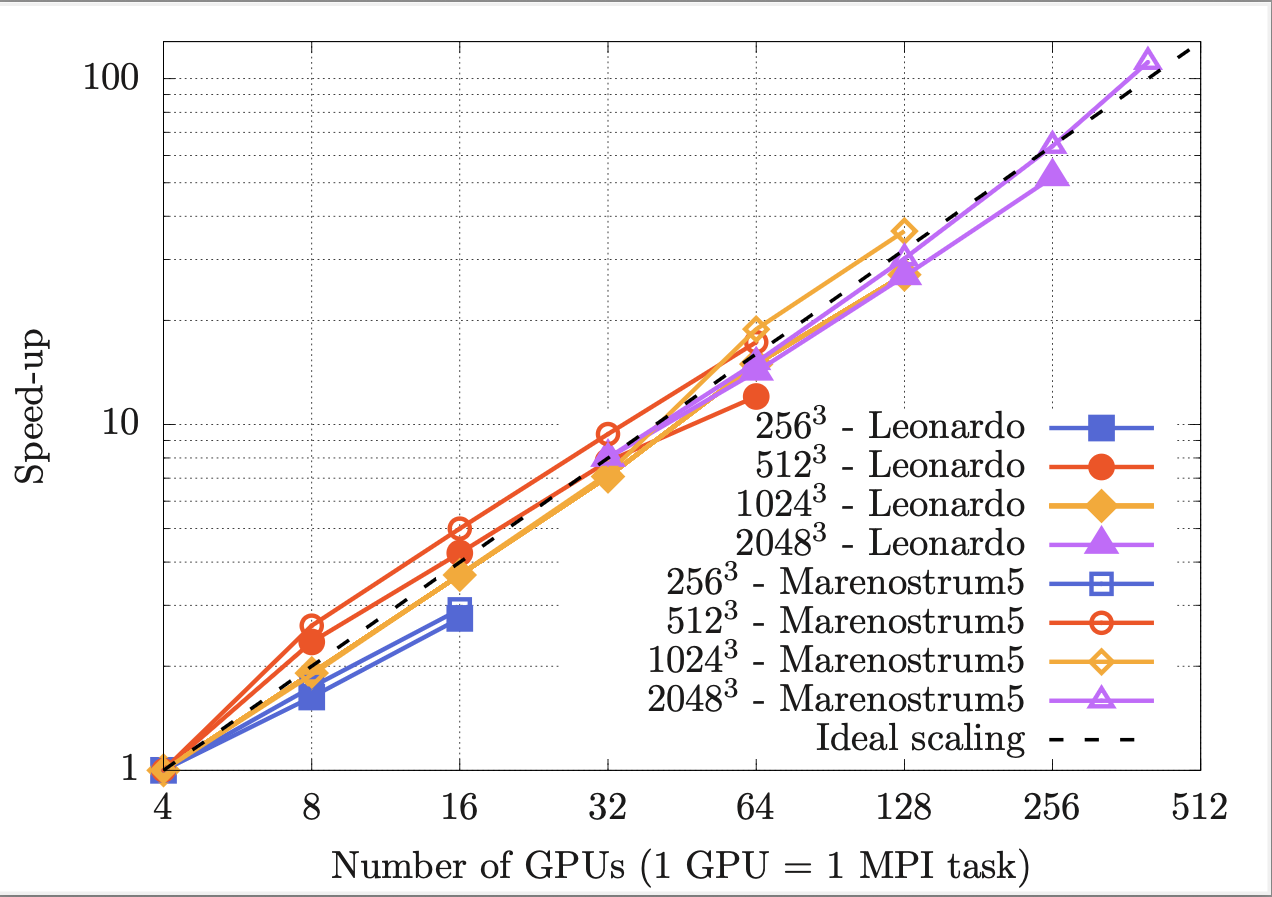 100
10
1
Speed-up
256³ - Leonardo
512³ - Leonardo
1024³ - Leonardo
2048³ - Leonardo
256³ - Marenostrum5
512³ - Marenostrum5
1024³ - Marenostrum5
2048³ - Marenostrum5
Ideal scaling
4 8 16 32 64 128 256 512
Number of GPUs (1 GPU = 1 MPI task)